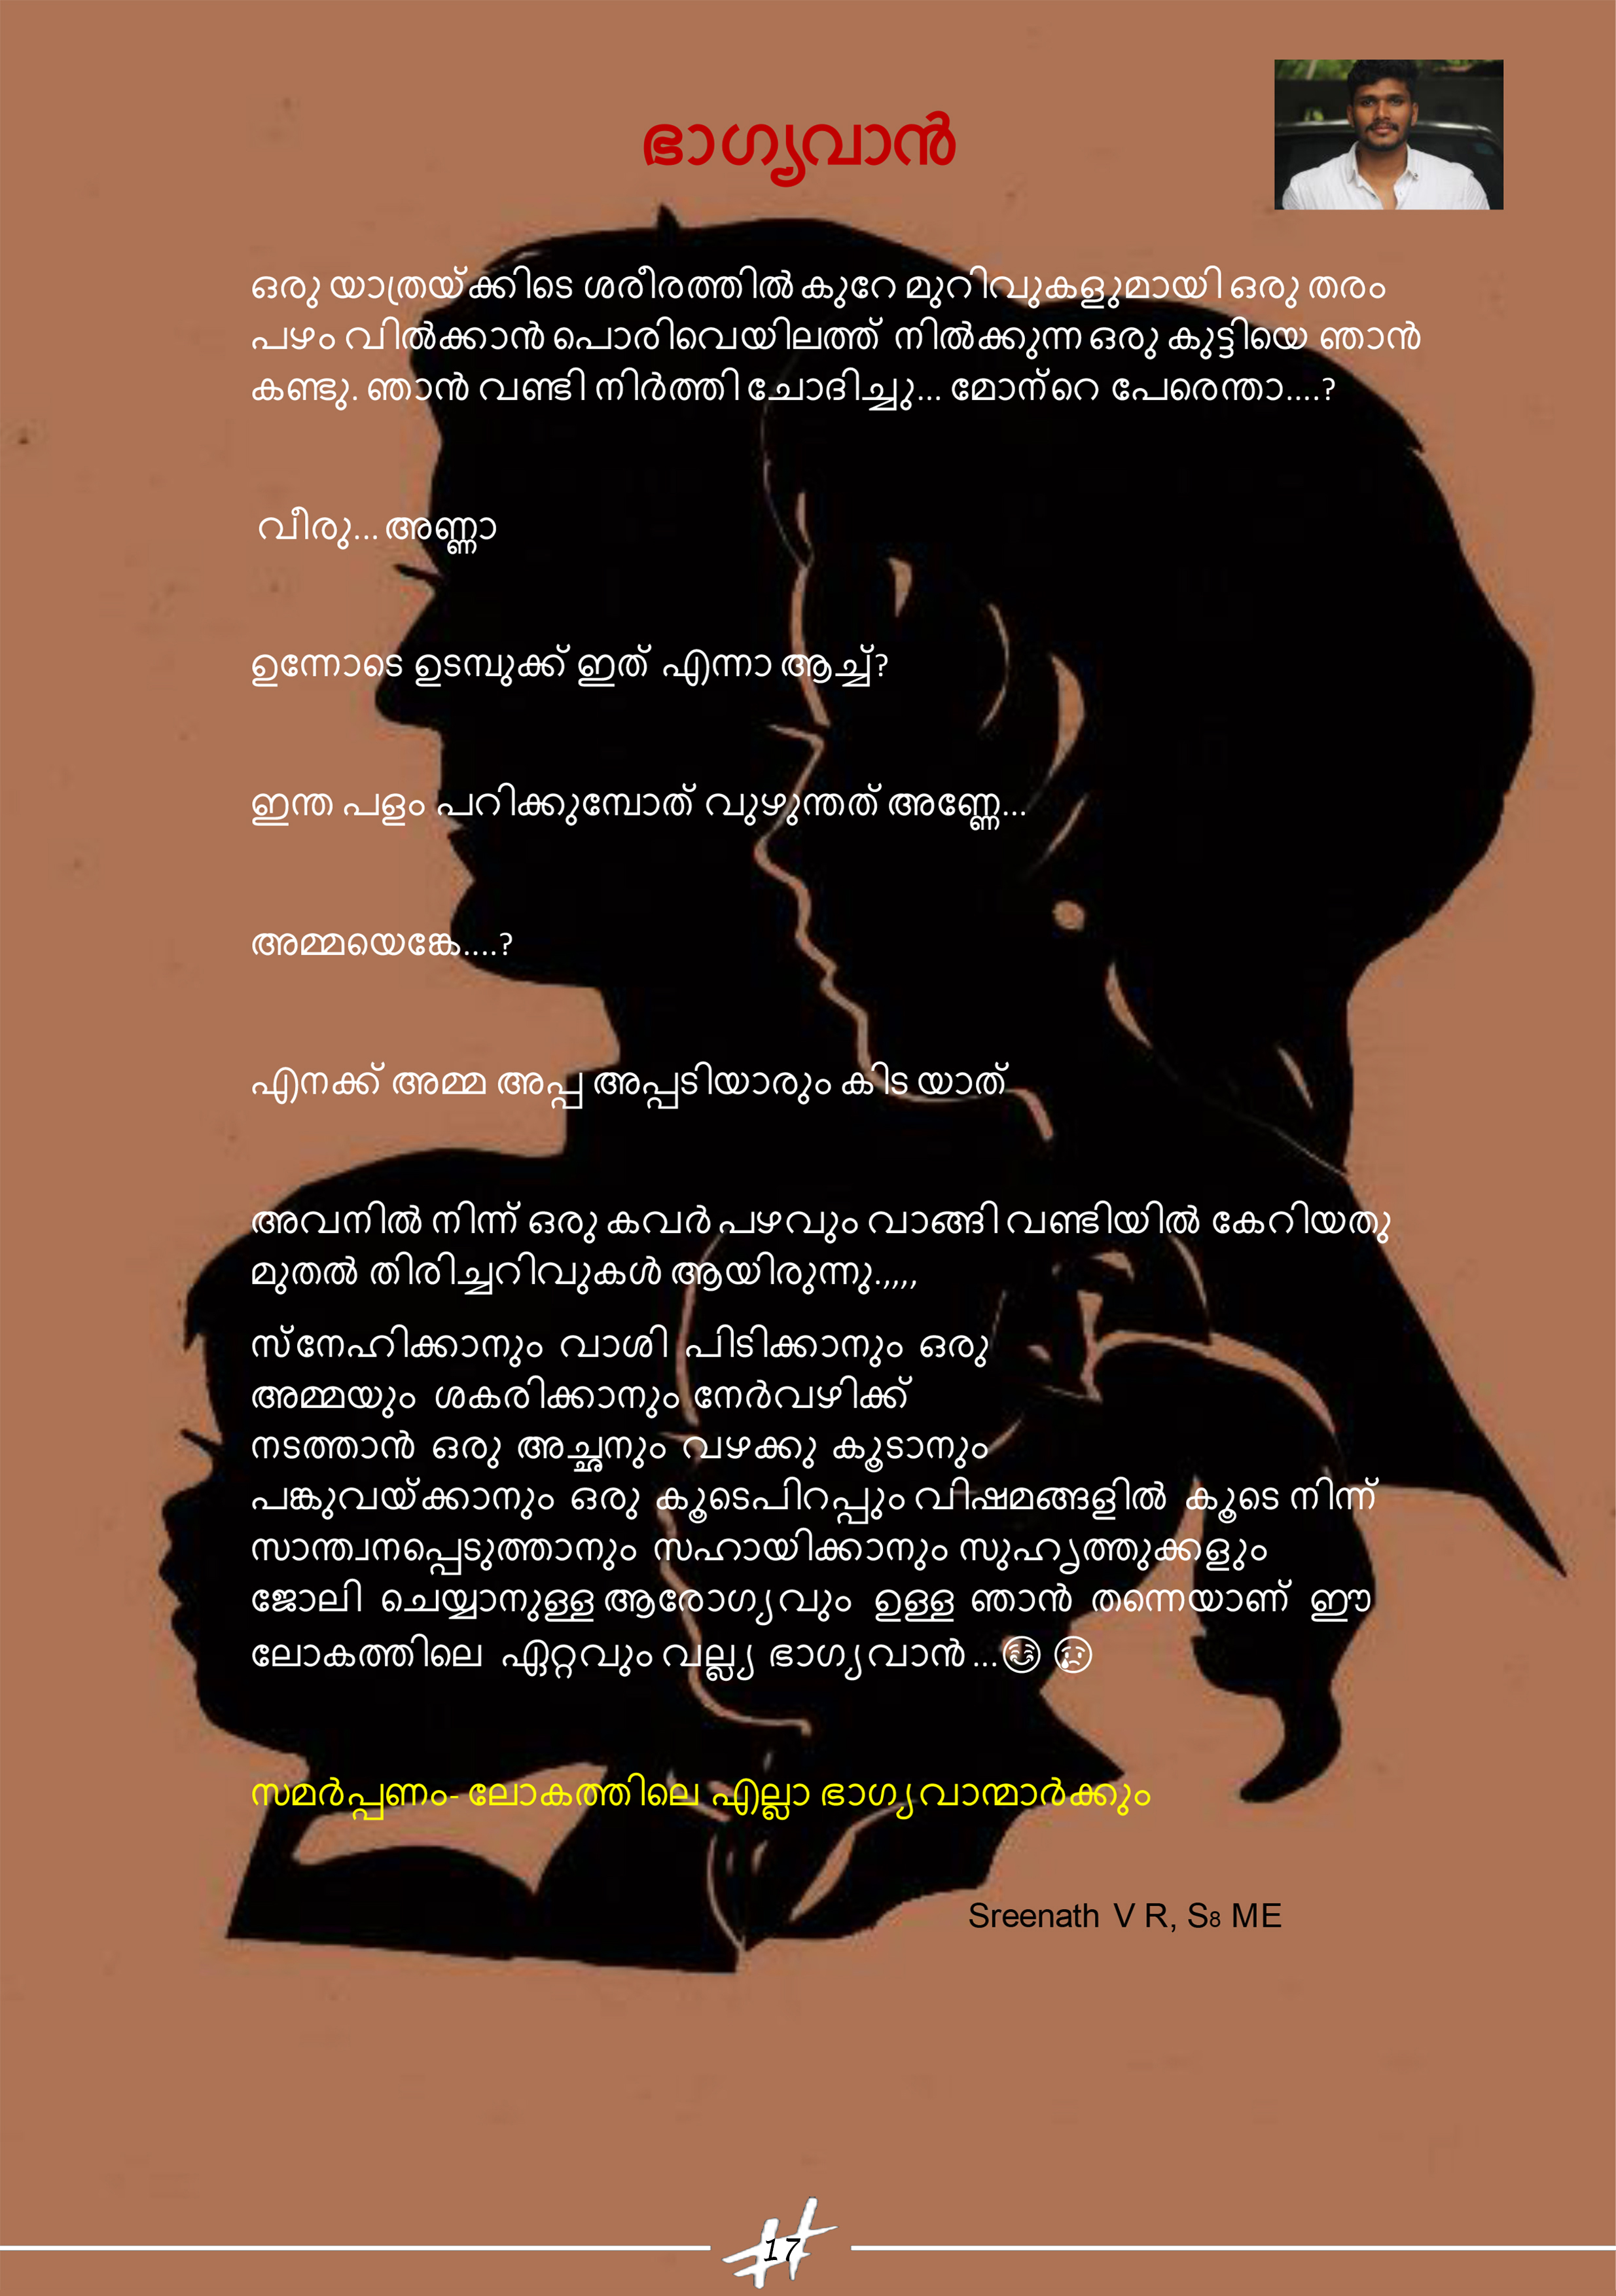 ഭാഗ്യവാൻ
ഒരു യാത്രയ്ക്കിടെ ശരീരത്തിൽ കുറേ മുറിവുകളുമായി ഒരു തരം
പഴം വിൽക്കാൻ പൊരിവെയിലത്ത് നിൽക്കുന്ന ഒരു കുട്ടിയെ ഞാൻ
കണ്ടു. ഞാൻ വണ്ടി നിർത്തി ചോദിച്ചു... മോന്റെ പേരെന്താ....?
വീരു... അണ്ണാ
ഉന്നോടെ ഉടമ്പുക്ക് ഇത് എന്നാ ആച്ച്?
ഇന്ത പളം പറിക്കുമ്പോത് വുഴുന്തത് അണ്ണേ...
അമ്മയെങ്കേ....?
എനക്ക് അമ്മ അപ്പ അപ്പടിയാരും കിട യാത്
അവനിൽ നിന്ന് ഒരു കവർ പഴവും വാങ്ങി വണ്ടിയിൽ കേറിയതു
മുതൽ തിരിച്ചറിവുകൾ ആയിരുന്നു.,,,,
സ്നേഹിക്കാനും വാശി പിടിക്കാനും ഒരു
അമ്മയും ശകരിക്കാനും നേർവഴിക്ക്
നടത്താൻ ഒരു അച്ഛനും വഴക്കു കൂടാനും
പങ്കുവയ്ക്കാനും ഒരു കൂടെപിറപ്പും വിഷമങ്ങളിൽ കൂടെ നിന്ന്
സാന്ത്വനപ്പെടുത്താനും സഹായിക്കാനും സുഹൃത്തുക്കളും
ജോലി ചെയ്യാനുള്ള ആരോഗ്യവും ഉള്ള ഞാൻ തന്നെയാണ് ഈ
ലോകത്തിലെ ഏറ്റവും വല്ല്യ ഭാഗ്യവാൻ...😊 😢
സമർപ്പണം- ലോകത്തിലെ എല്ലാ ഭാഗ്യവാന്മാർക്കും
Sreenath V R, S8 ME
17